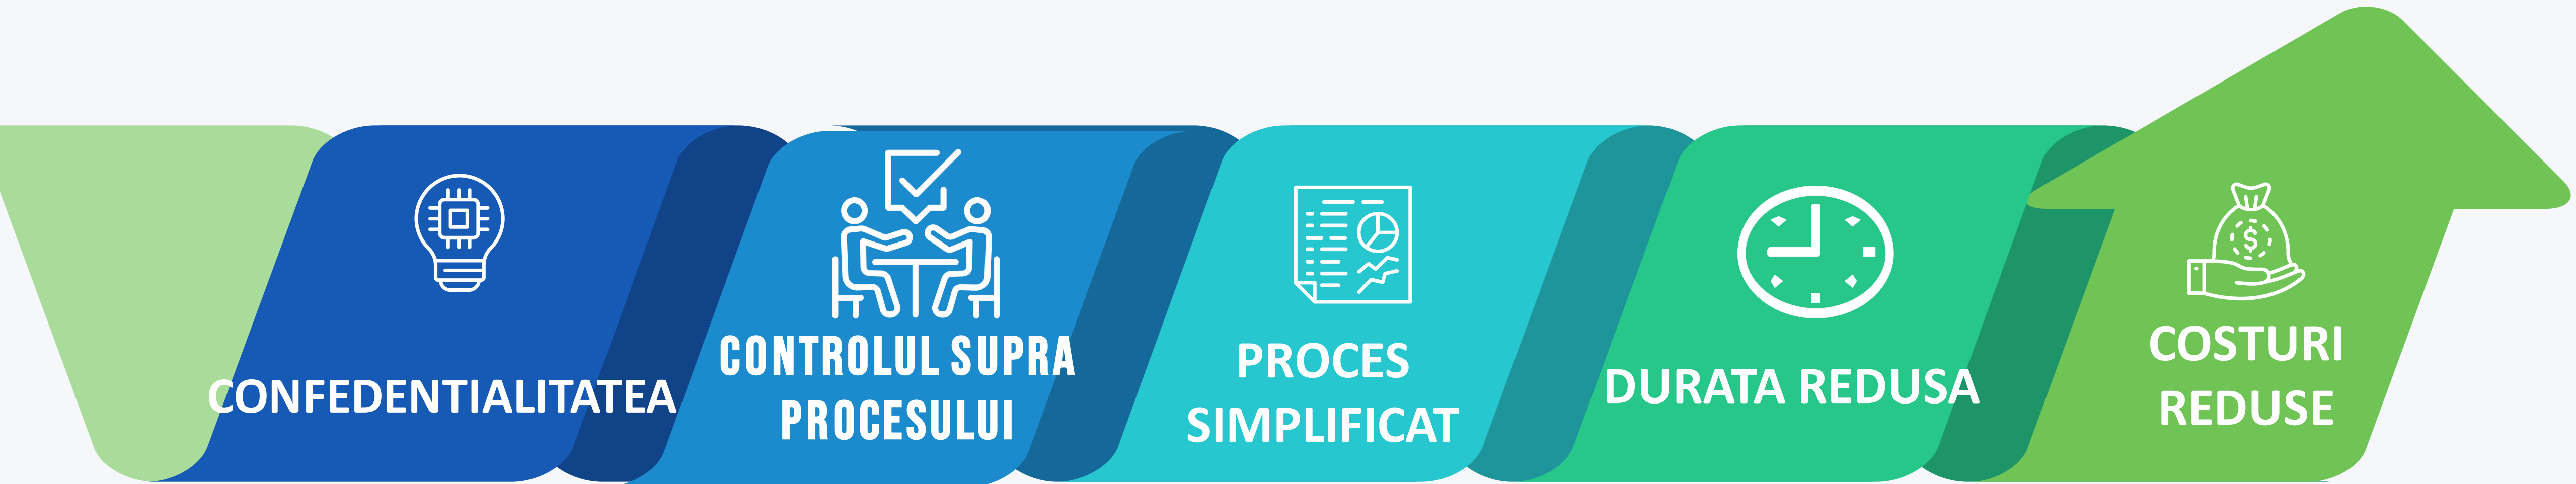 CONFEDENTIALITATEA
CONTROLUL SUPRA
PROCESULUI
PROCES
SIMPLIFICAT
DURATA REDUSA
$
COSTURI
REDUSE